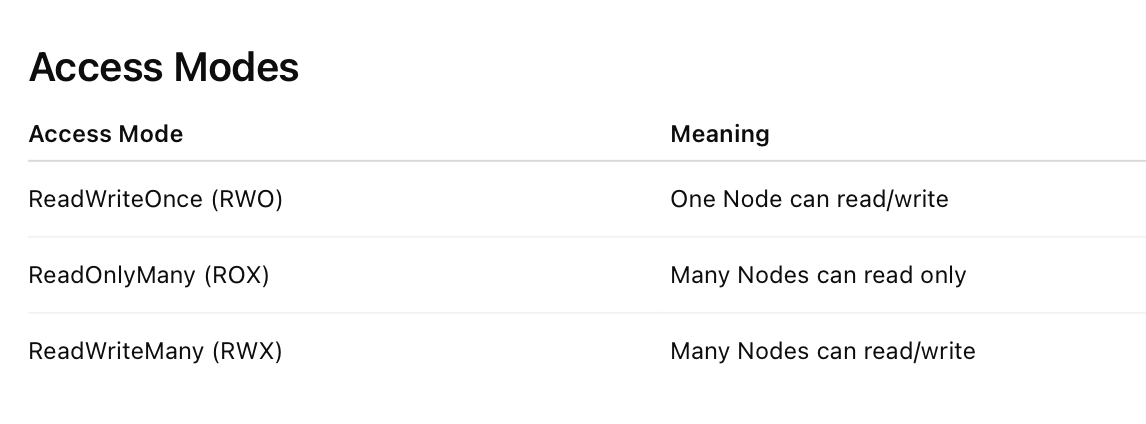 Access Modes
Access Mode Meaning
ReadWriteOnce (RWO) One Node can read/write
ReadOnlyMany (ROX) Many Nodes can read only
ReadWriteMany (RWX) Many Nodes can read/write